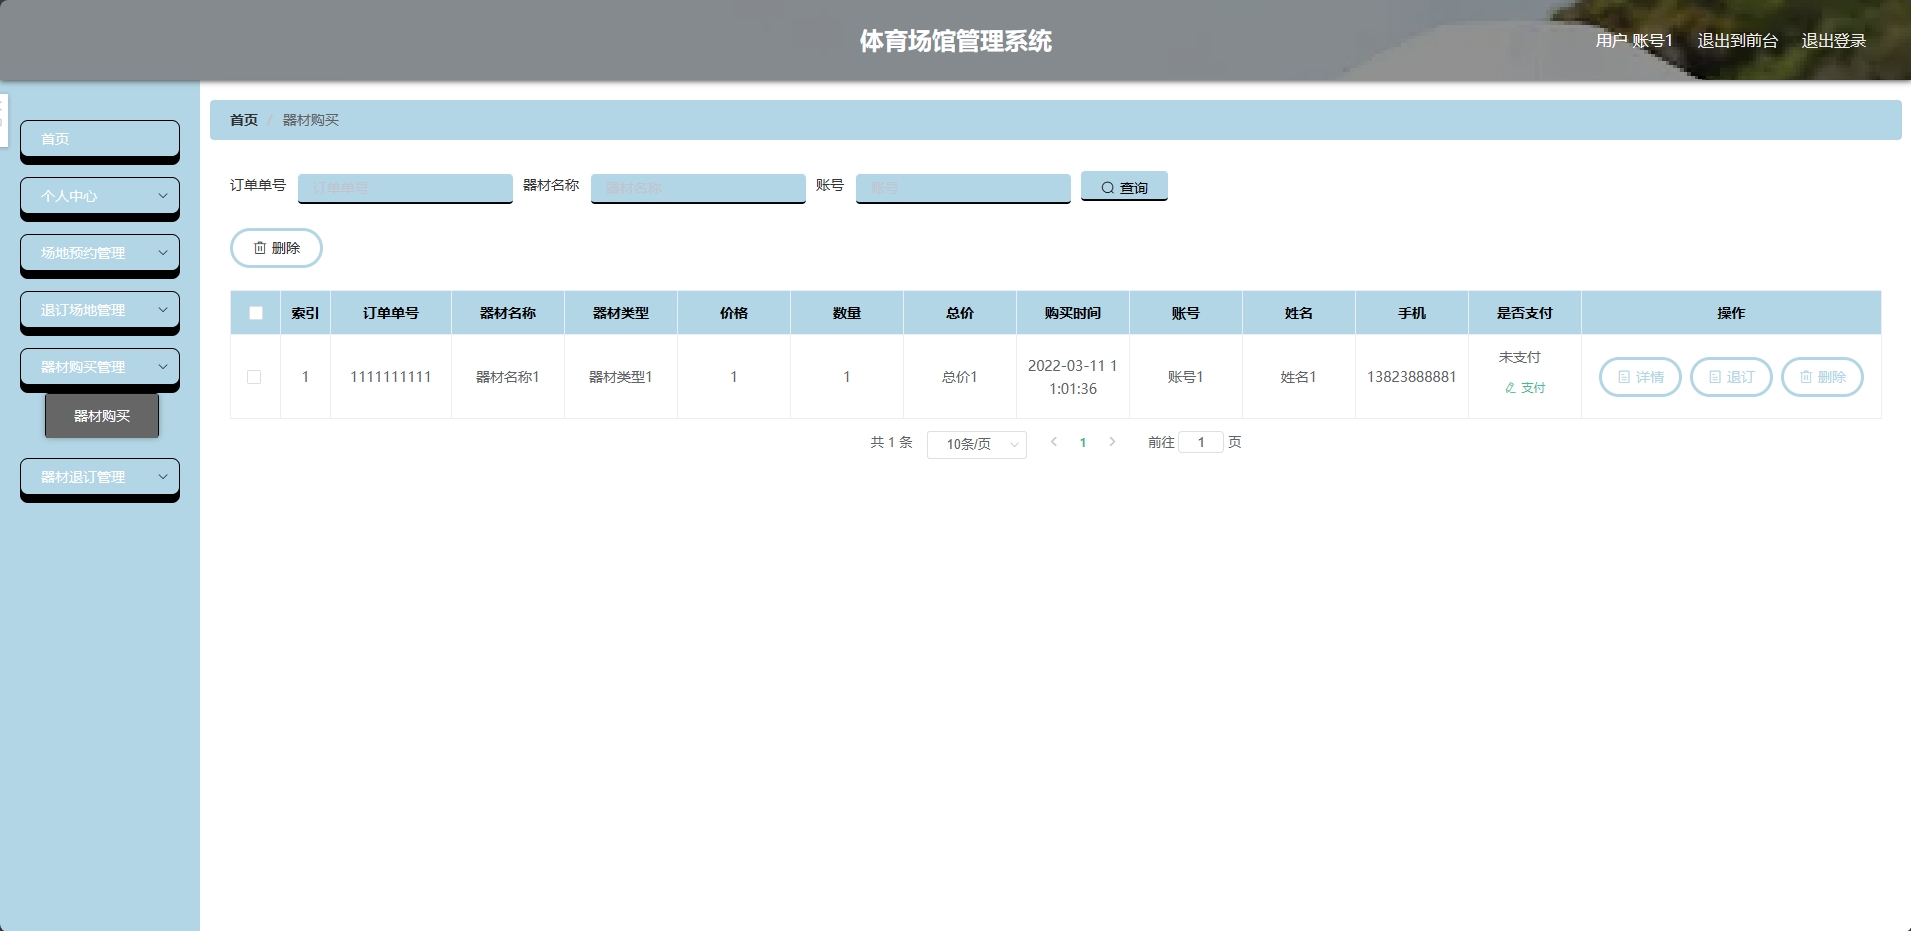 体育场馆管理系统
用户 账号1 退出到前台 退出登录
首页
个人中心
场地预约管理
退订场地管理
器材购买管理
器材购买
器材退订管理
首页 / 器材购买
订单单号 订单单号 器材名称 器材名称 账号 账号 查询
删除
索引 订单单号 器材名称 器材类型 价格 数量 总价 购买时间 账号 姓名 手机 是否支付 操作
1 1111111111 器材名称1 器材类型1 1 1 总价1 2022-03-11 1 账号1 姓名1 13823888881 未支付 详情 退订 删除
1:01:36 支付
共 1 条 10条/页 1 前往 1 页